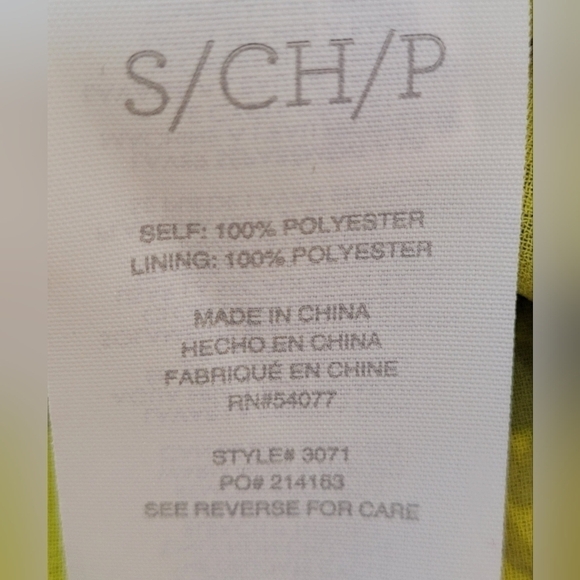 S/CH/P
SELF: 100% POLYESTER
LINING: 100% POLYESTER
MADE IN CHINA
HECHO EN CHINA
FABRIQUÉ EN CHINE
RN#54077
STYLE# 3071
PO# 214183
SEE REVERSE FOR CARE